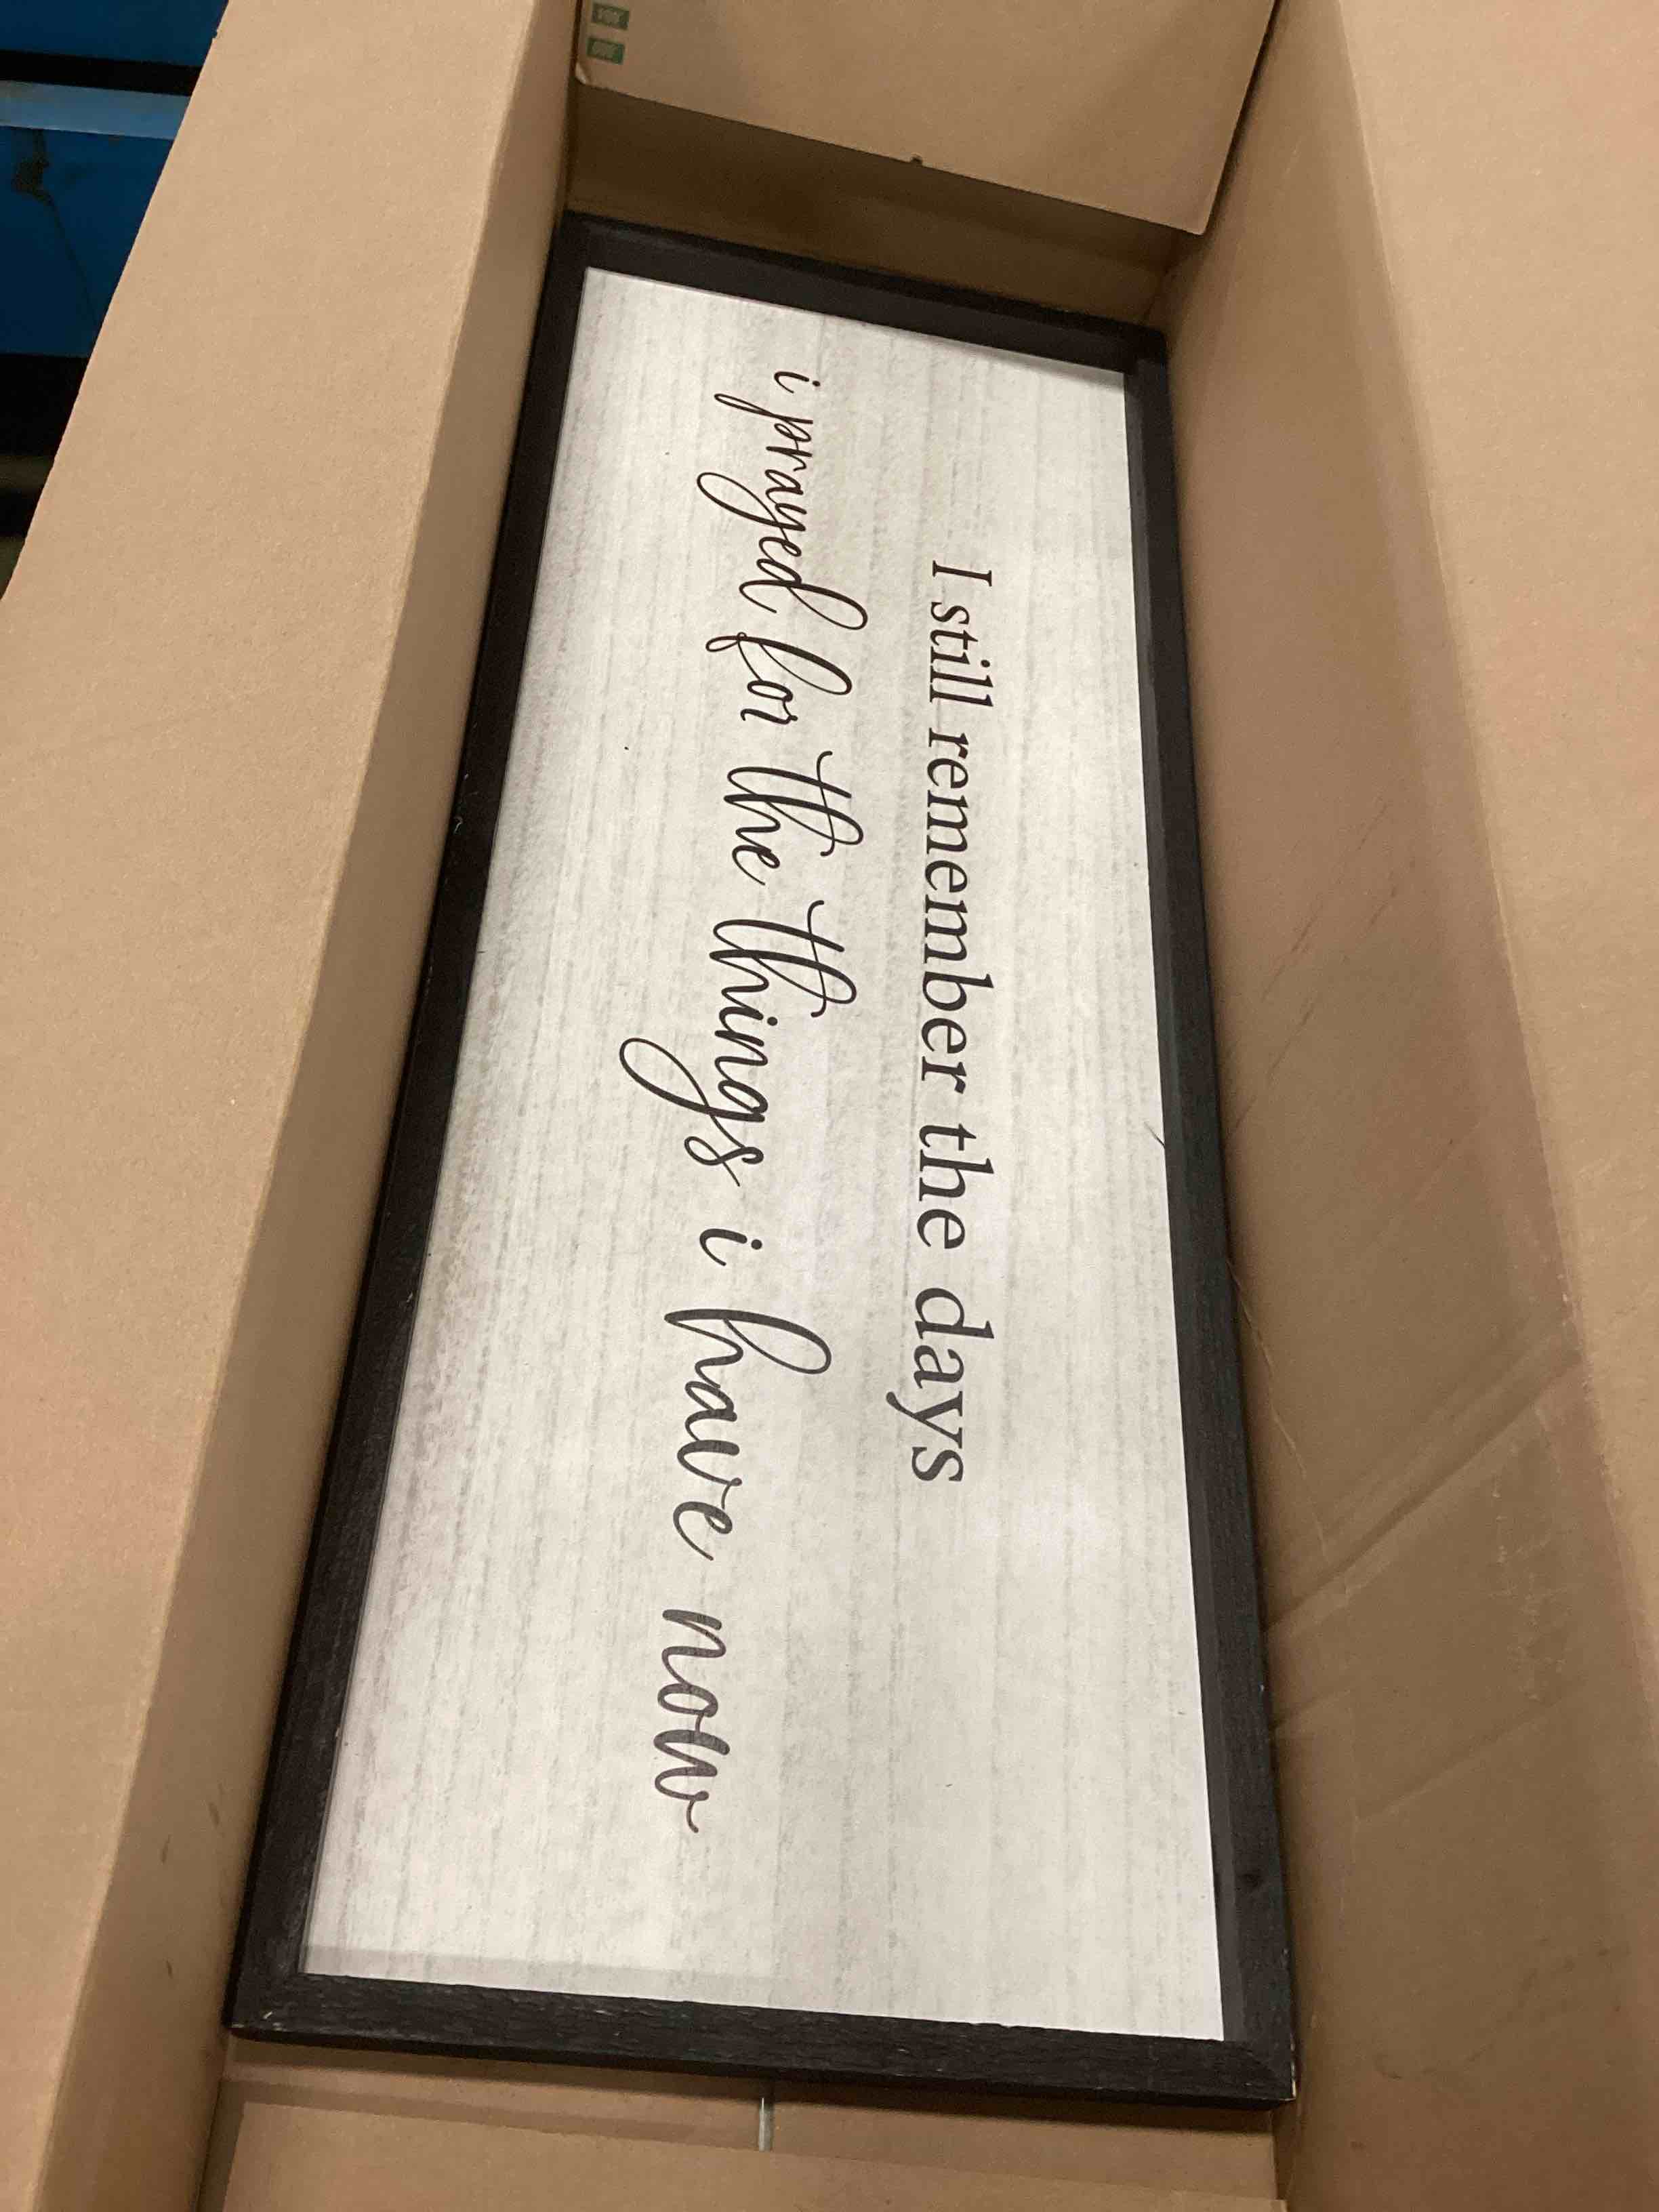 I still remember the days
i prayed for the things i have now